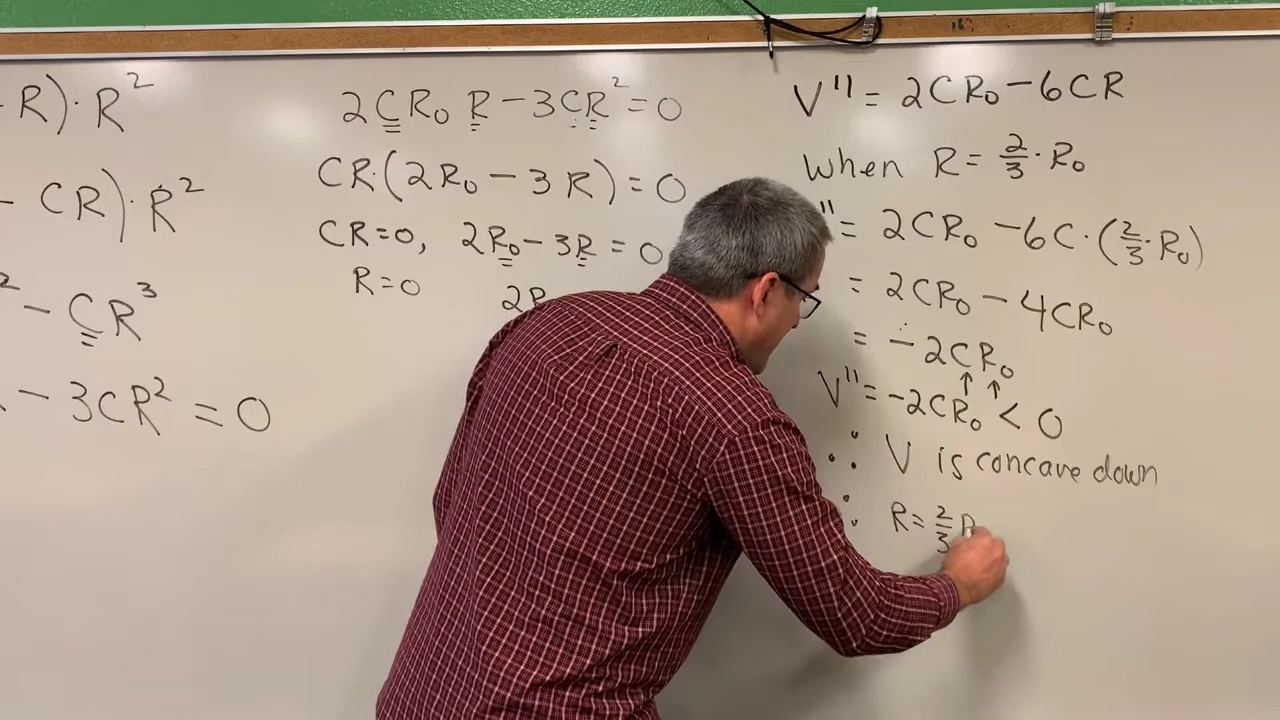 R)·R²
- CR)·R²
² - CR³
- 3CR² = 0
2CR₀R - 3CR² = 0
CR·(2R₀ - 3R) = 0
CR=0, 2R₀ - 3R = 0
R=0 2R
V'' = 2CR₀ - 6CR
When R = 2/3 · R₀
'' = 2CR₀ - 6C·(2/3 · R₀)
= 2CR₀ - 4CR₀
= -2CR₀
↑ ↑
V'' = -2CR₀ < 0
∴ V is concave down
: R = 2/3 R